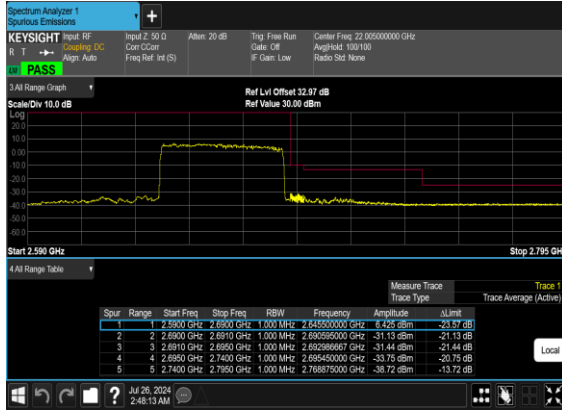 Spectrum Analyzer 1
Spurious Emissions
+
KEYSIGHT Input: RF Input Z: 50 Ω Atten: 20 dB Trig: Free Run Center Freq: 22.005000000 GHz
R T Coupling: DC Corr CCorr Gate: Off Avg|Hold: 100/100
Align: Auto Freq Ref: Int (S) IF Gain: Low Radio Std: None
PASS
3 All Range Graph
Ref Lvl Offset 32.97 dB
Scale/Div 10.0 dB Ref Value 30.00 dBm
Log
20.0
10.0
0.00
-10.0
-20.0
-30.0
-40.0
-50.0
-60.0
Start 2.590 GHz Stop 2.795 GH
4 All Range Table
Measure Trace Trace 1
Trace Type Trace Average (Active)
Spur Range Start Freq Stop Freq RBW Frequency Amplitude ΔLimit
1 1 2.5900 GHz 2.6900 GHz 1.000 MHz 2.645500000 GHz 6.425 dBm -23.57 dB
2 2 2.6900 GHz 2.6910 GHz 1.000 MHz 2.690595000 GHz -31.13 dBm -21.13 dB
3 3 2.6910 GHz 2.6950 GHz 1.000 MHz 2.692986667 GHz -31.44 dBm -21.44 dB
4 4 2.6950 GHz 2.7400 GHz 1.000 MHz 2.695450000 GHz -33.75 dBm -20.75 dB
5 5 2.7400 GHz 2.7950 GHz 1.000 MHz 2.768875000 GHz -38.72 dBm -13.72 dB
Local
? Jul 26, 2024
2:48:13 AM